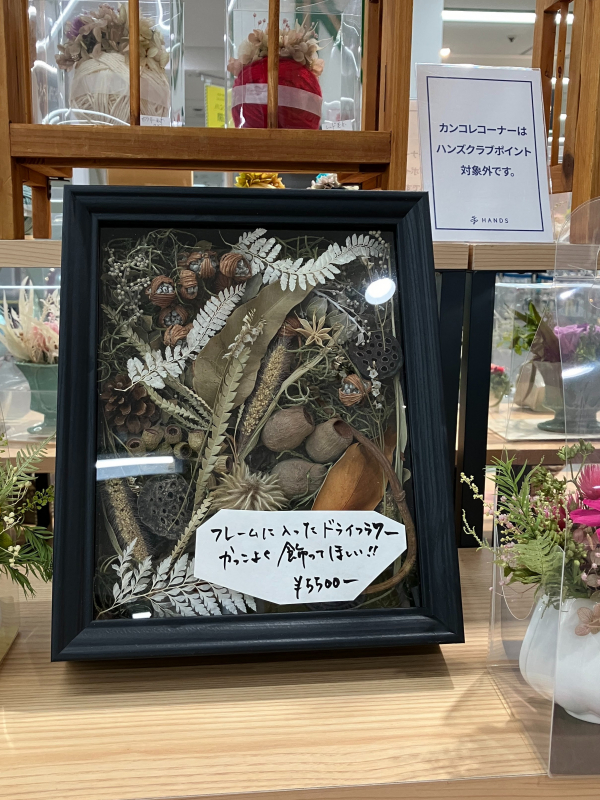 カンコレコーナーは
ハンズクラブポイント
対象外です。
HANDS
フレームに入ったドライフラワー
かっこよく飾ってほしい!!
¥5500ー